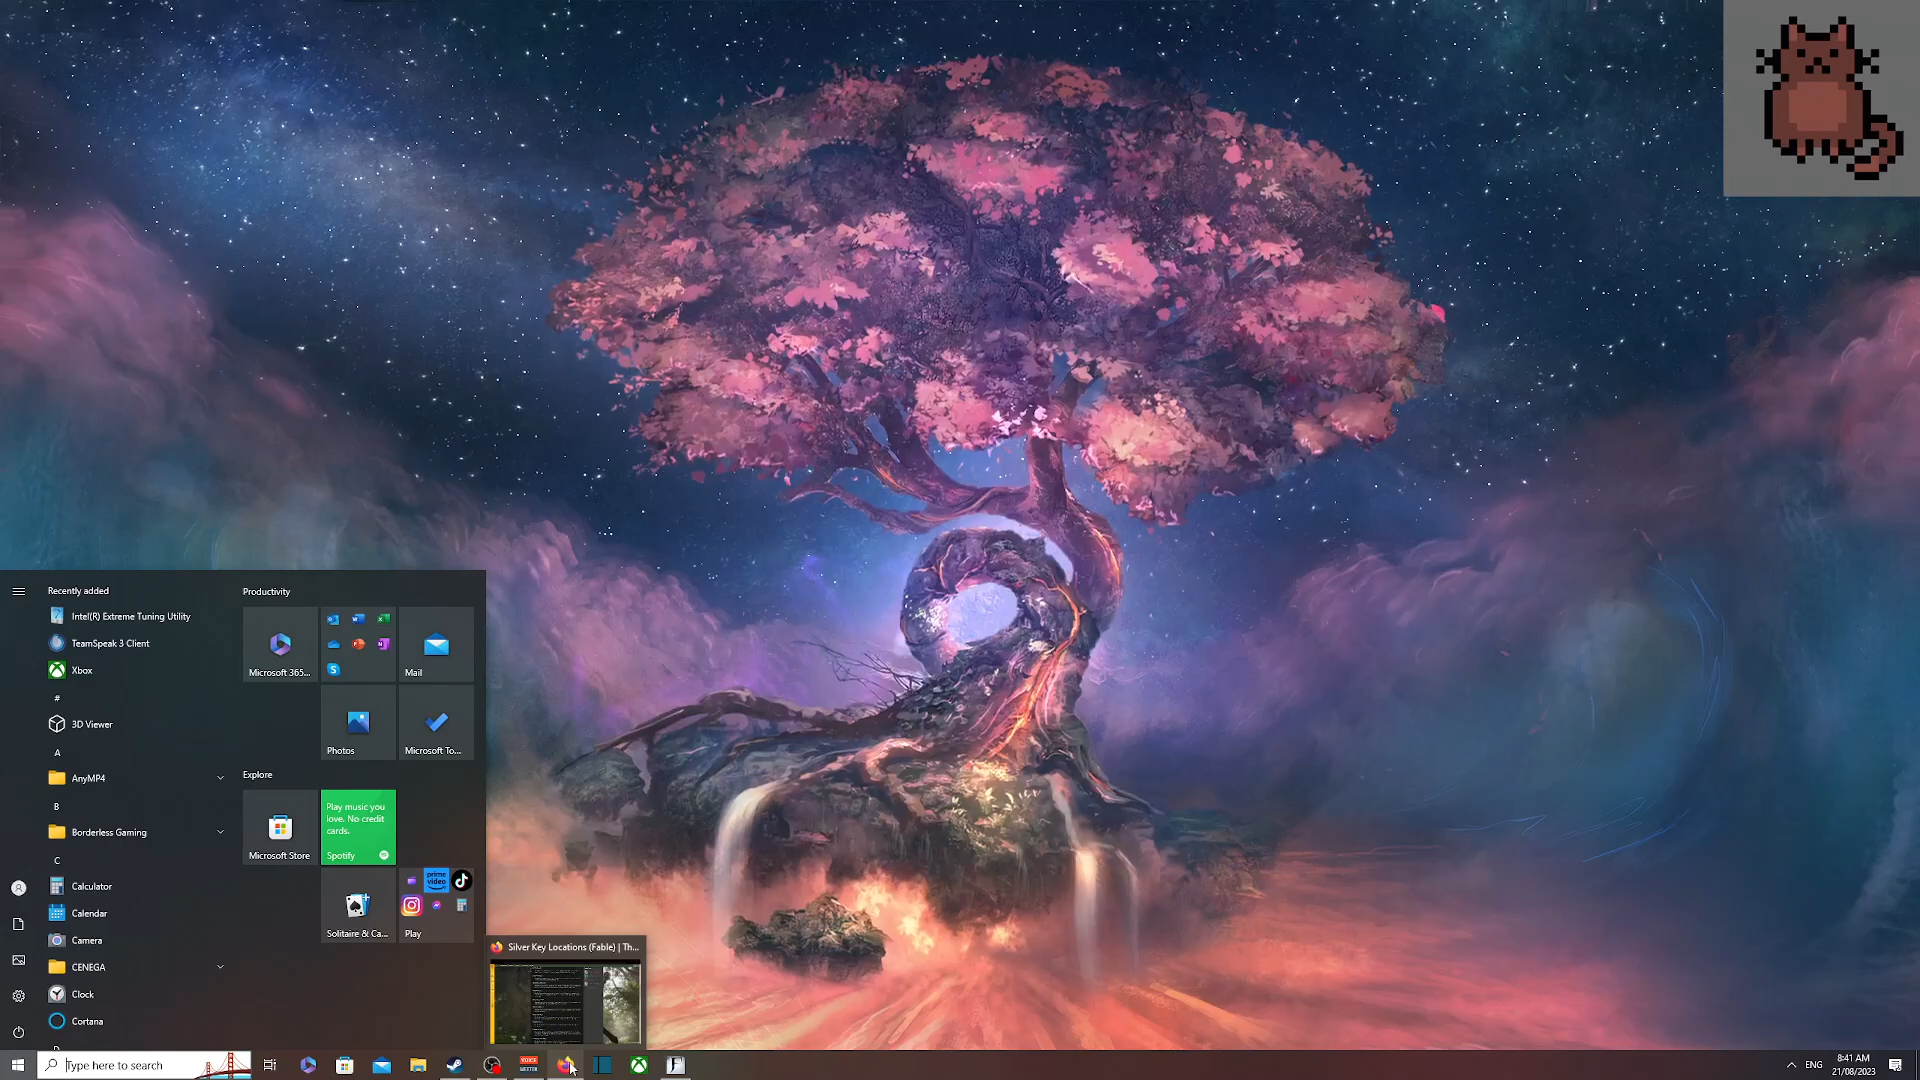 Recently added
Intel(R) Extreme Tuning Utility
TeamSpeak 3 Client
Xbox
#
3D Viewer
A
AnyMP4
B
Borderless Gaming
C
Calculator
Calendar
Camera
CENEGA
Clock
Cortana
Productivity
Microsoft 365...
Mail
Photos
Microsoft To...
Explore
Microsoft Store
Play music you
love. No credit
cards.
Spotify
Solitaire & Ca...
prime
video
Play
Silver Key Locations (Fable) | Th...
Type here to search
VOICE
MEETER
ENG
8:41 AM
21/08/2023